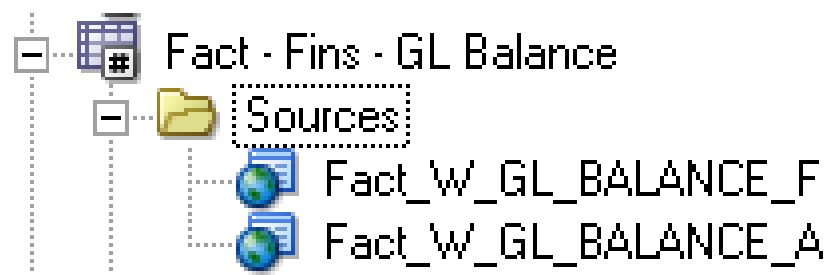 Fact - Fins - GL Balance
Sources
Fact_W_GL_BALANCE_F
Fact_W_GL_BALANCE_A